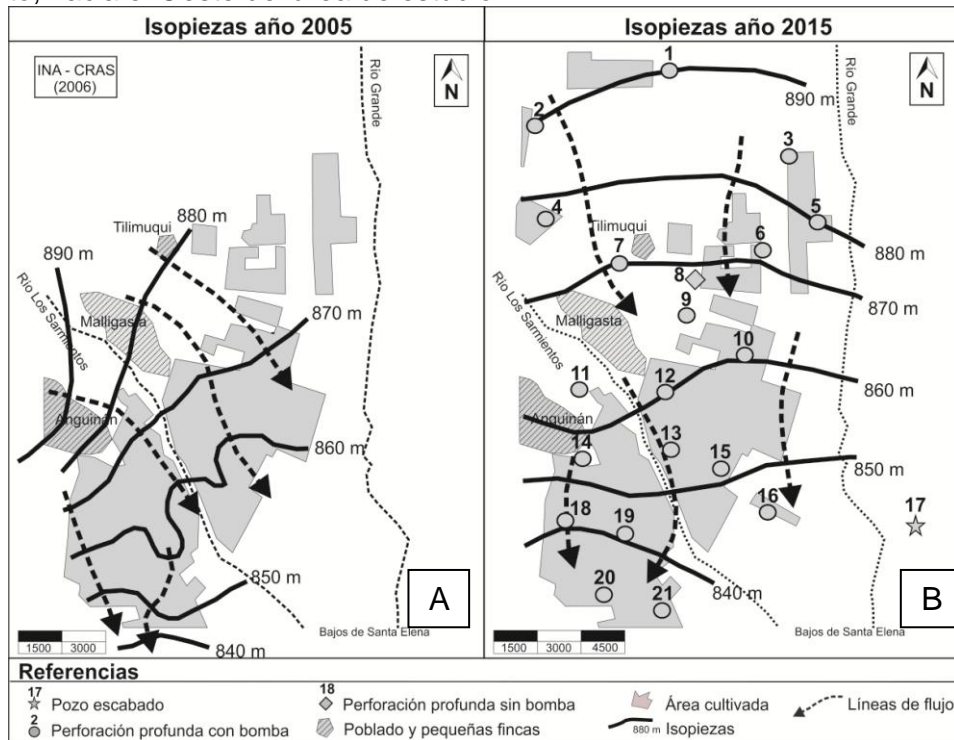 Isopiezas año 2005
INA - CRAS
(2006)
N
Río Grande
890 m
Tilimuqui
880 m
870 m
Río Los Sarmientos
Malligasta
Anguinán
860 m
850 m
840 m
A
1500 3000
Bajos de Santa Elena
Isopiezas año 2015
N
1
890 m
Río Grande
2
3
4
5
880 m
Tilimuqui
6
7
8
870 m
Río Los Sarmientos
Malligasta
9
10
860 m
11
12
Anguinán
13
14
15
850 m
16
17
18
19
840 m
20
21
B
1500 3000 4500
Bajos de Santa Elena
Referencias
17 Pozo escabado
18 Perforación profunda sin bomba
Área cultivada
Líneas de flujo
2 Perforación profunda con bomba
Poblado y pequeñas fincas
880 m Isopiezas